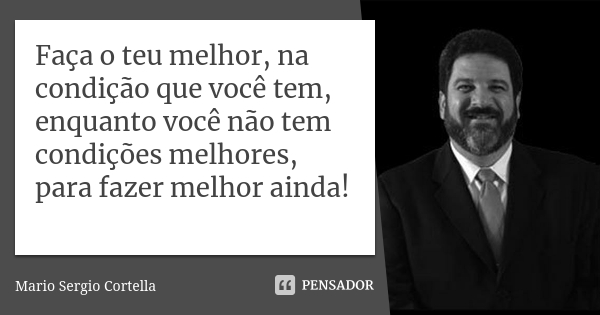 Faça o teu melhor, na
condição que você tem,
enquanto você não tem
condições melhores,
para fazer melhor ainda!
Mario Sergio Cortella
PENSADOR